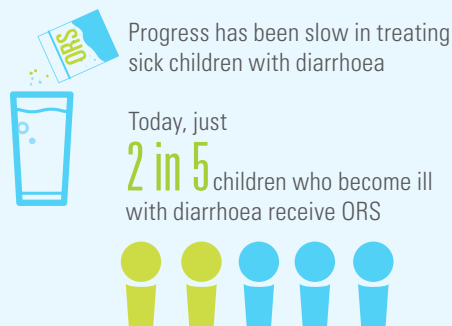 ORS
Progress has been slow in treating
sick children with diarrhoea
Today, just
2 in 5 children who become ill
with diarrhoea receive ORS